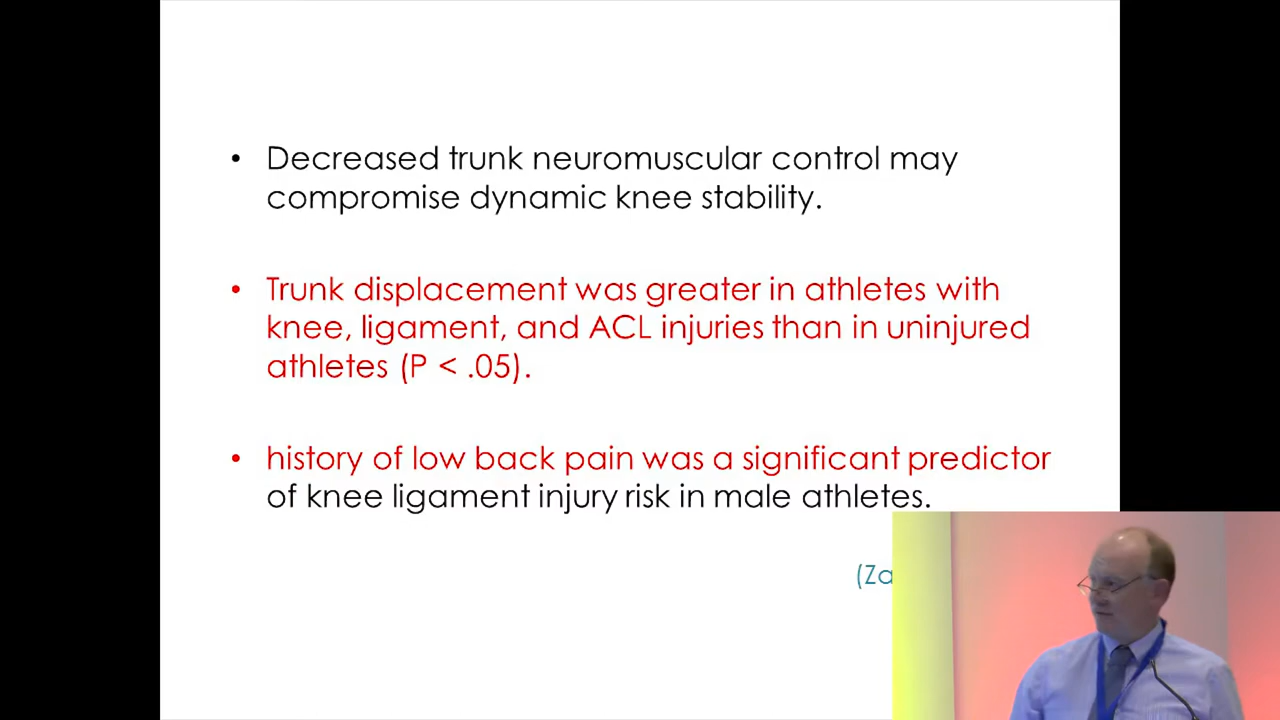 • Decreased trunk neuromuscular control may
compromise dynamic knee stability.
• Trunk displacement was greater in athletes with
knee, ligament, and ACL injuries than in uninjured
athletes (P < .05).
• history of low back pain was a significant predictor
of knee ligament injury risk in male athletes.
(Za